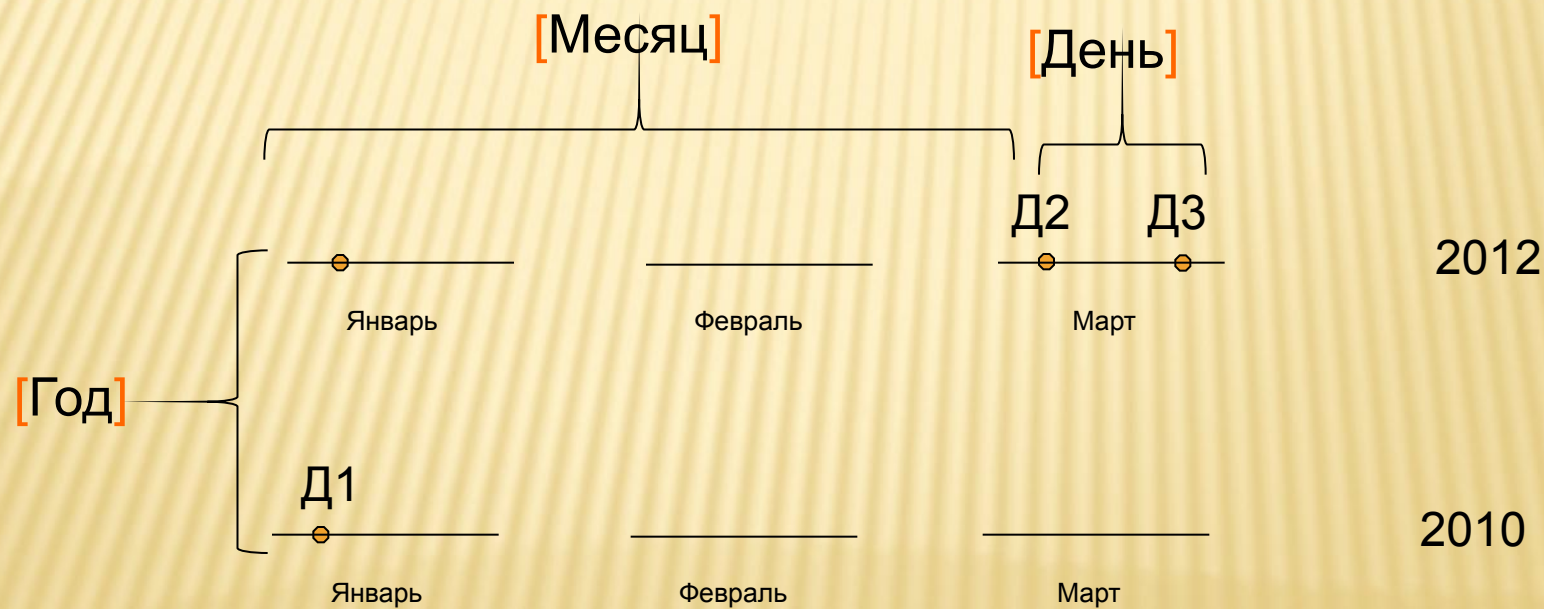 [Месяц]
[День]
Д2 Д3
2012
Январь Февраль Март
[Год]
Д1
2010
Январь Февраль Март